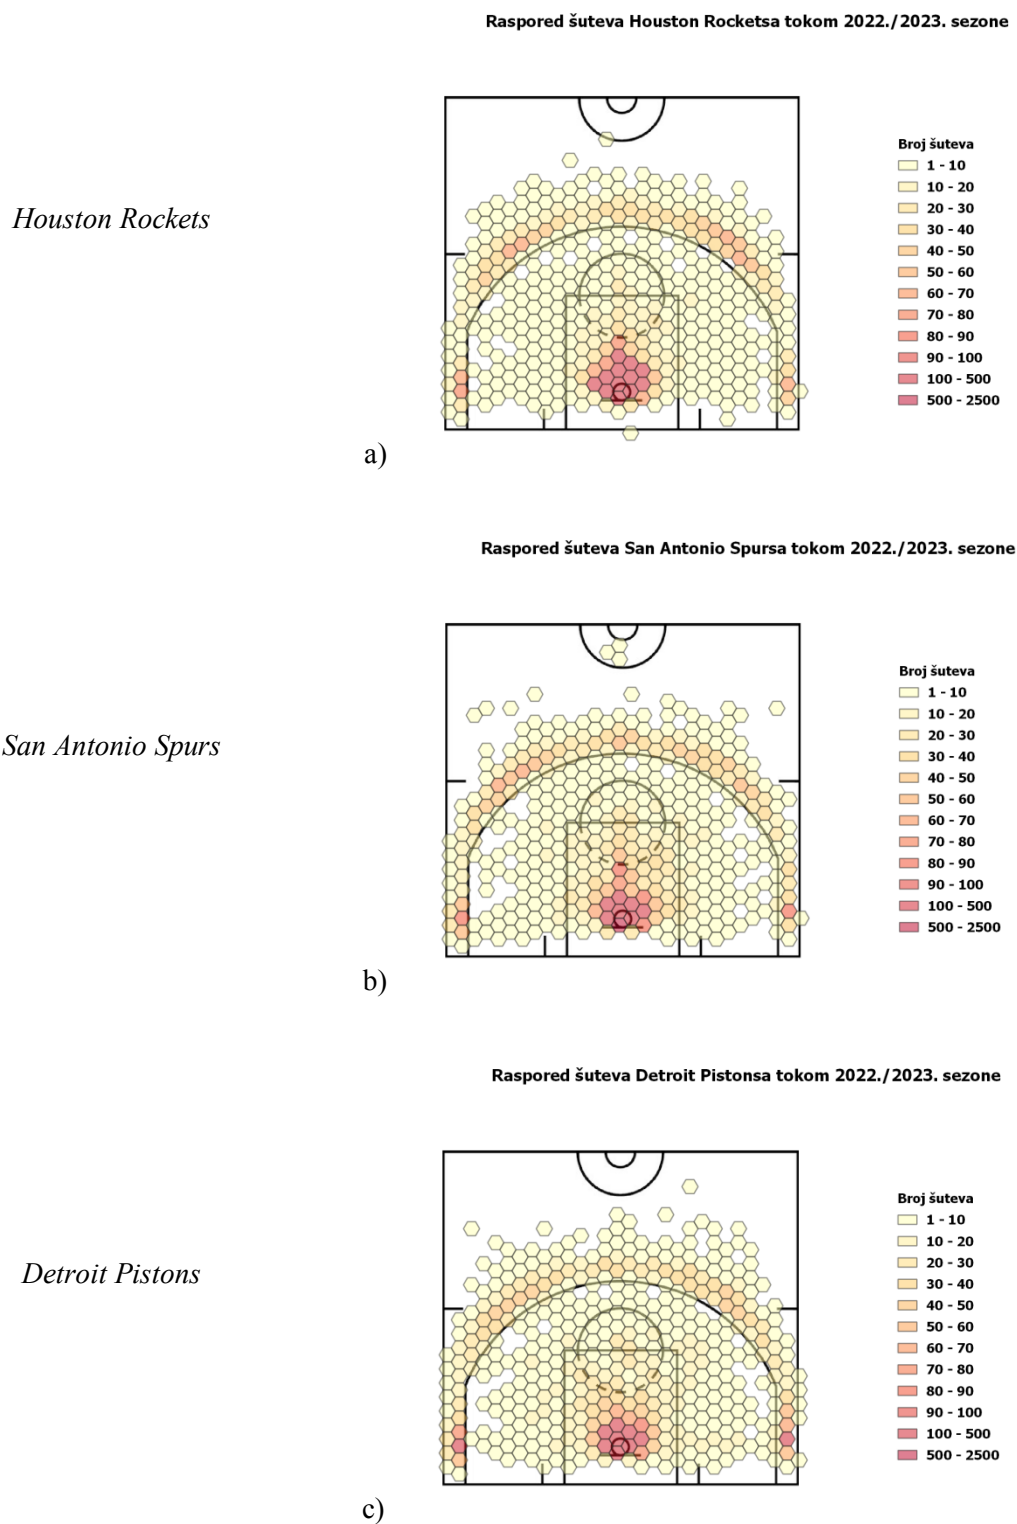 Raspored šuteva Houston Rocketsa tokom 2022./2023. sezone
Houston Rockets
Broj šuteva
1 - 10
10 - 20
20 - 30
30 - 40
40 - 50
50 - 60
60 - 70
70 - 80
80 - 90
90 - 100
100 - 500
500 - 2500
a)
Raspored šuteva San Antonio Spursa tokom 2022./2023. sezone
San Antonio Spurs
Broj šuteva
1 - 10
10 - 20
20 - 30
30 - 40
40 - 50
50 - 60
60 - 70
70 - 80
80 - 90
90 - 100
100 - 500
500 - 2500
b)
Raspored šuteva Detroit Pistonsa tokom 2022./2023. sezone
Detroit Pistons
Broj šuteva
1 - 10
10 - 20
20 - 30
30 - 40
40 - 50
50 - 60
60 - 70
70 - 80
80 - 90
90 - 100
100 - 500
500 - 2500
c)